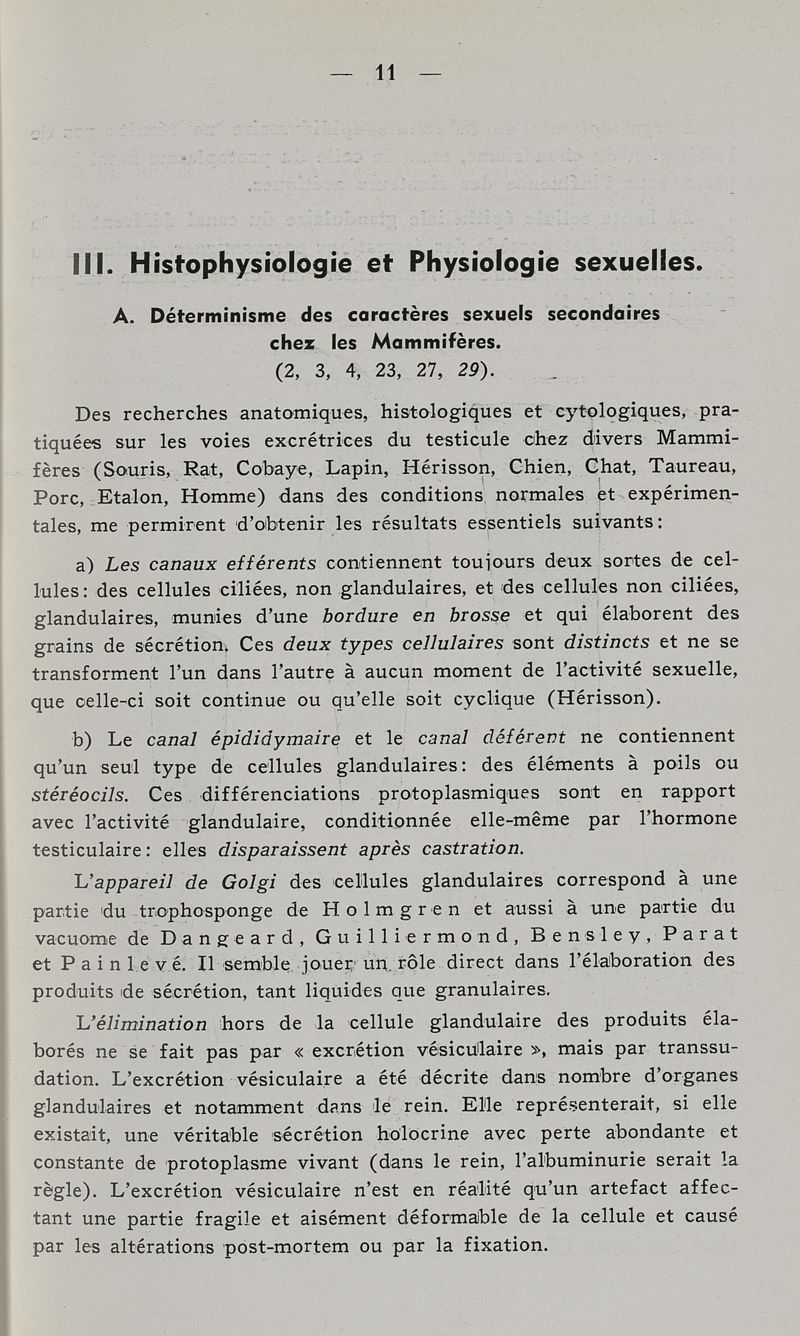 — 11 —
III. Histophysiologie et Physiologie sexuelles.
A. Déterminisme des caractères sexuels secondaires
chez les Mammifères.
(2, 3, 4, 23, 27, 29).
Des recherches anatomiques, histologiques et cytologiques, pra-
tiquées sur les voies excrétrices du testicule chez divers Mammi-
fères (Souris, Rat, Cobaye, Lapin, Hérisson, Chien, Chat, Taureau,
Porc, Etalon, Homme) dans des conditions normales et expérimen-
tales, me permirent d'obtenir les résultats essentiels suivants:
a) Les canaux efférents contiennent toujours deux sortes de cel-
lules: des cellules ciliées, non glandulaires, et des cellules non ciliées,
glandulaires, munies d'une bordure en brosse et qui élaborent des
grains de sécrétion. Ces deux types cellulaires sont distincts et ne se
transforment l'un dans l'autre à aucun moment de l'activité sexuelle,
que celle-ci soit continue ou qu'elle soit cyclique (Hérisson).
b) Le canal épididymaire et le canal déférent ne contiennent
qu'un seul type de cellules glandulaires: des éléments à poils ou
stéréocils. Ces différenciations protoplasmiques sont en rapport
avec l'activité glandulaire, conditionnée elle-même par l'hormone
testiculaire: elles disparaissent après castration.
L'appareil de Golgi des cellules glandulaires correspond à une
partie du trophosponge de Holmgren et aussi à une partie du
vacuome de Dangeard, Guilliermond, Bensley, Parat
et Painlevé. Il semble jouer un rôle direct dans l'élaboration des
produits de sécrétion, tant liquides que granulaires.
L'élimination hors de la cellule glandulaire des produits éla-
borés ne se fait pas par « excrétion vésiculaire », mais par transsu-
dation. L'excrétion vésiculaire a été décrite dans nombre d'organes
glandulaires et notamment dans le rein. Elle représenterait, si elle
existait, une véritable sécrétion holocrine avec perte abondante et
constante de protoplasme vivant (dans le rein, l'albuminurie serait la
règle). L'excrétion vésiculaire n'est en réalité qu'un artefact affec-
tant une partie fragile et aisément déformable de la cellule et causé
par les altérations post-mortem ou par la fixation.